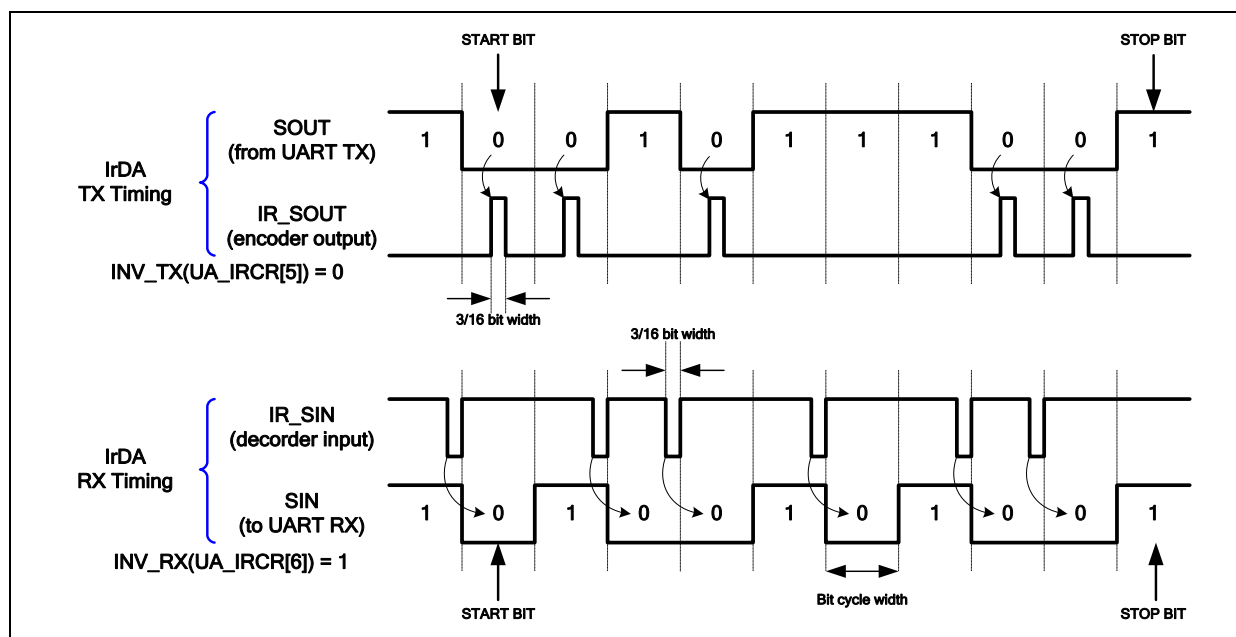 START BIT
STOP BIT
SOUT
(from UART TX)
1 0 0 1 0 1 1 1 0 0 1
IrDA
TX Timing
IR_SOUT
(encoder output)
INV_TX(UA_IRCR[5]) = 0
3/16 bit width
3/16 bit width
IR_SIN
(decorder input)
IrDA
RX Timing
SIN
(to UART RX)
1 0 1 0 0 1 0 1 0 0 1
INV_RX(UA_IRCR[6]) = 1
Bit cycle width
START BIT
STOP BIT